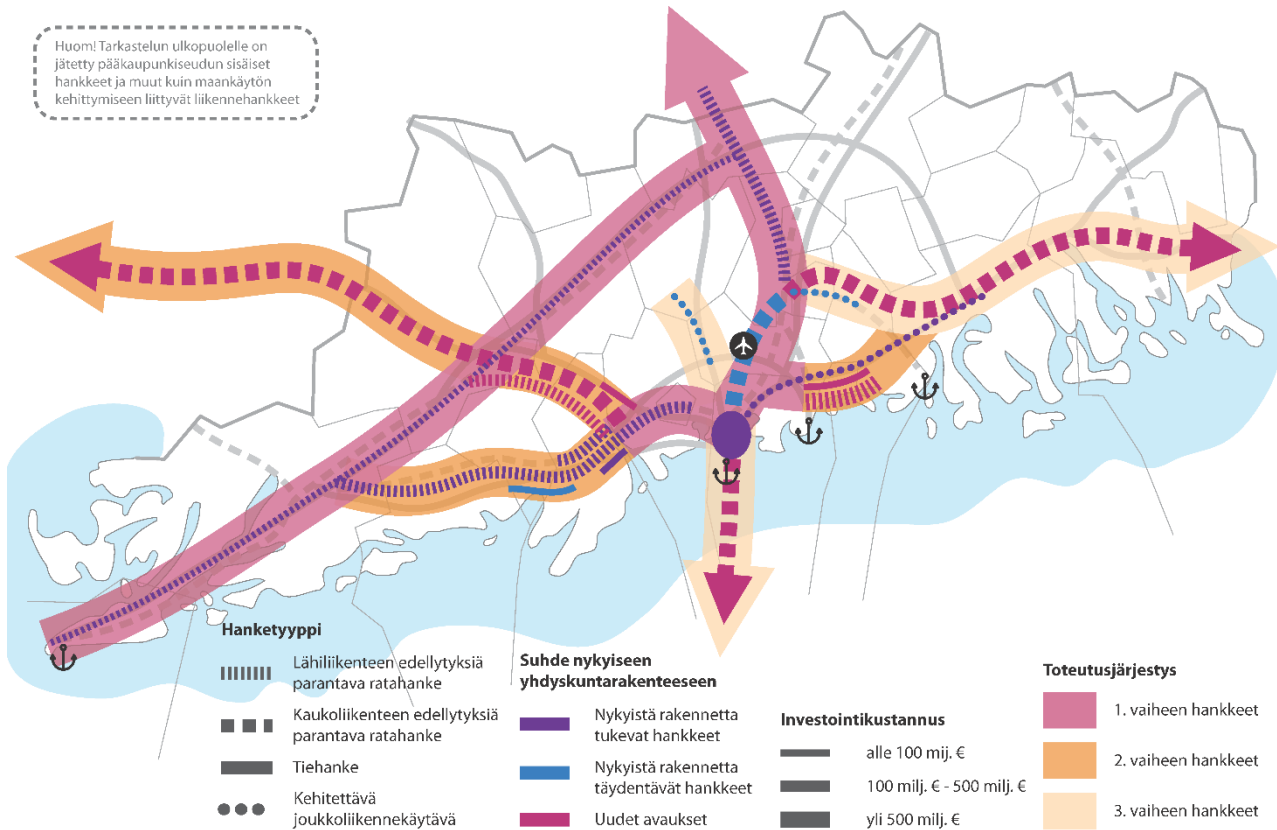 Huom! Tarkastelun ulkopuolelle on
jätetty pääkaupunkiseudun sisäiset
hankkeet ja muut kuin maankäytön
kehittymiseen liittyvät liikennehankkeet
Hanketyyppi
Lähiliikenteen edellytyksiä
parantava ratahanke
Kaukoliikenteen edellytyksiä
parantava ratahanke
Tiehanke
Kehitettävä
joukkoliikennekäytävä
Suhde nykyiseen
yhdyskuntarakenteeseen
Nykyistä rakennetta
tukevat hankkeet
Nykyistä rakennetta
täydentävät hankkeet
Uudet avaukset
Investointikustannus
alle 100 mij. €
100 milj. € - 500 milj. €
yli 500 milj. €
Toteutusjärjestys
1. vaiheen hankkeet
2. vaiheen hankkeet
3. vaiheen hankkeet